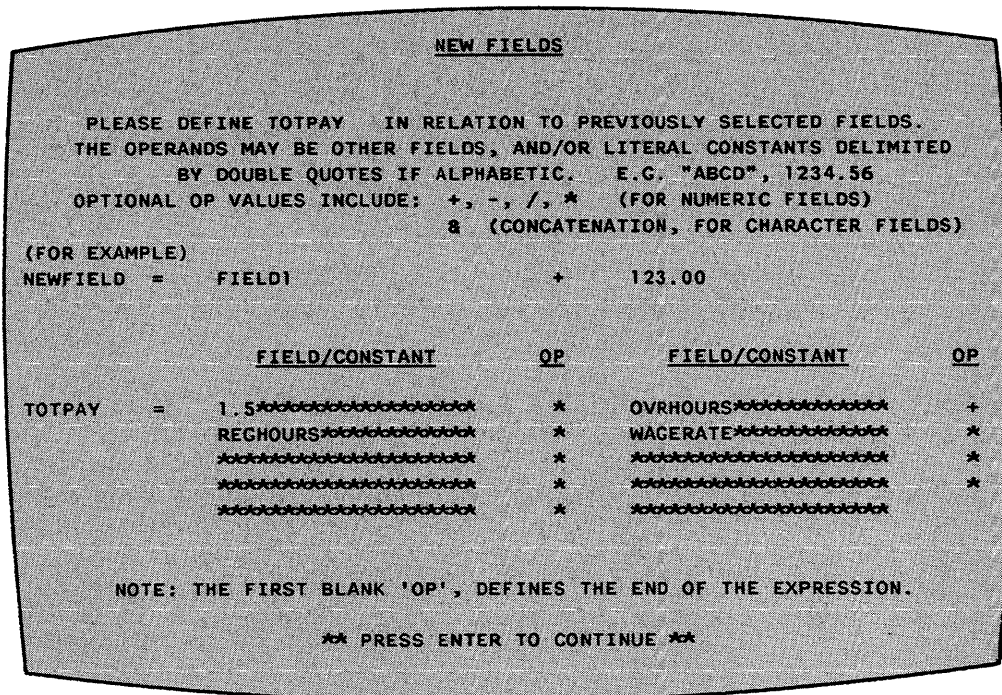 NEW FIELDS
PLEASE DEFINE TOTPAY IN RELATION TO PREVIOUSLY SELECTED FIELDS.
THE OPERANDS MAY BE OTHER FIELDS, AND/OR LITERAL CONSTANTS DELIMITED
BY DOUBLE QUOTES IF ALPHABETIC. E.G. "ABCD", 1234.56
OPTIONAL OP VALUES INCLUDE: +, -, /, * (FOR NUMERIC FIELDS)
& (CONCATENATION, FOR CHARACTER FIELDS)
(FOR EXAMPLE)
NEWFIELD = FIELD1 + 123.00
FIELD/CONSTANT OP FIELD/CONSTANT OP
TOTPAY = 1.5***************** * OVRHOURS************ +
REGHOURS************ * WAGERATE************ *
******************** * ******************** *
******************** * ******************** *
******************** * ********************
NOTE: THE FIRST BLANK 'OP', DEFINES THE END OF THE EXPRESSION.
** PRESS ENTER TO CONTINUE **